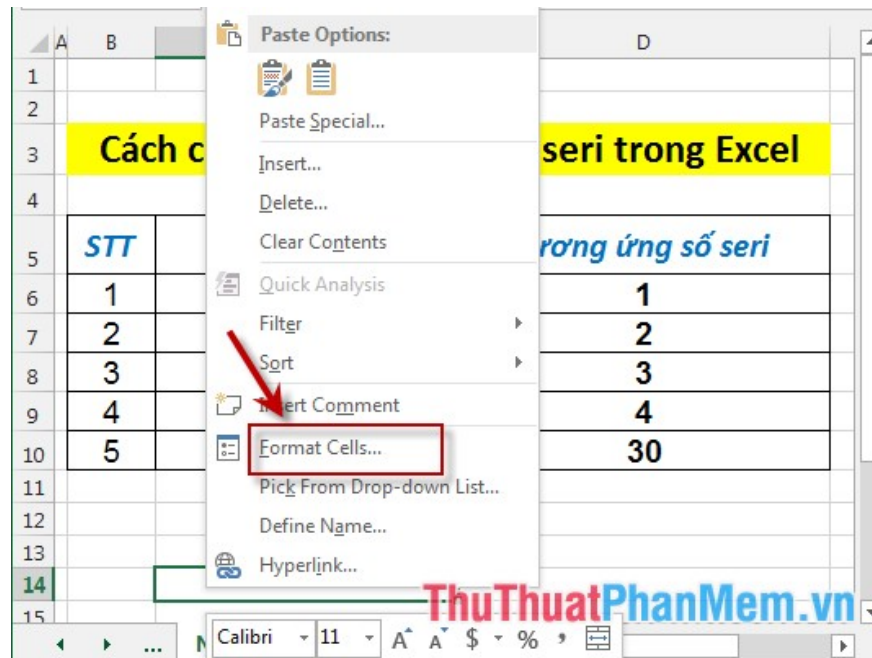 Paste Options:
A B D
1
Paste Special...
2
3 Cách c seri trong Excel
Insert...
4 Delete...
Clear Contents
5 STT ương ứng số seri
Quick Analysis
6 1 1
Filter
7 2 2
Sort
8 3 3
Insert Comment
9 4 4
Format Cells...
10 5 30
Pick From Drop-down List...
11
12 Define Name...
13
Hyperlink...
14
ThuThuatPhanMem.vn
15
... N Calibri 11 A A $ % ,